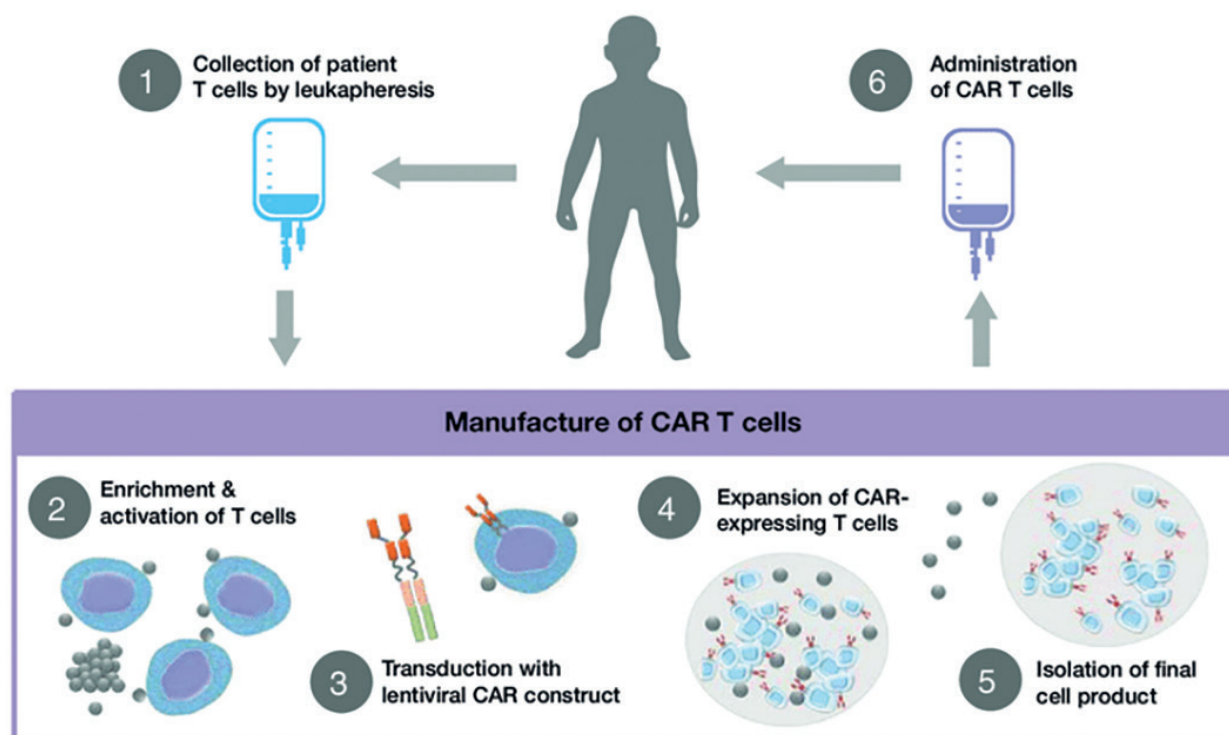 1
Collection of patient
T cells by leukapheresis
6
Administration
of CAR T cells
Manufacture of CAR T cells
2
Enrichment &
activation of T cells
3
Transduction with
lentiviral CAR construct
4
Expansion of CAR-
expressing T cells
5
Isolation of final
cell product